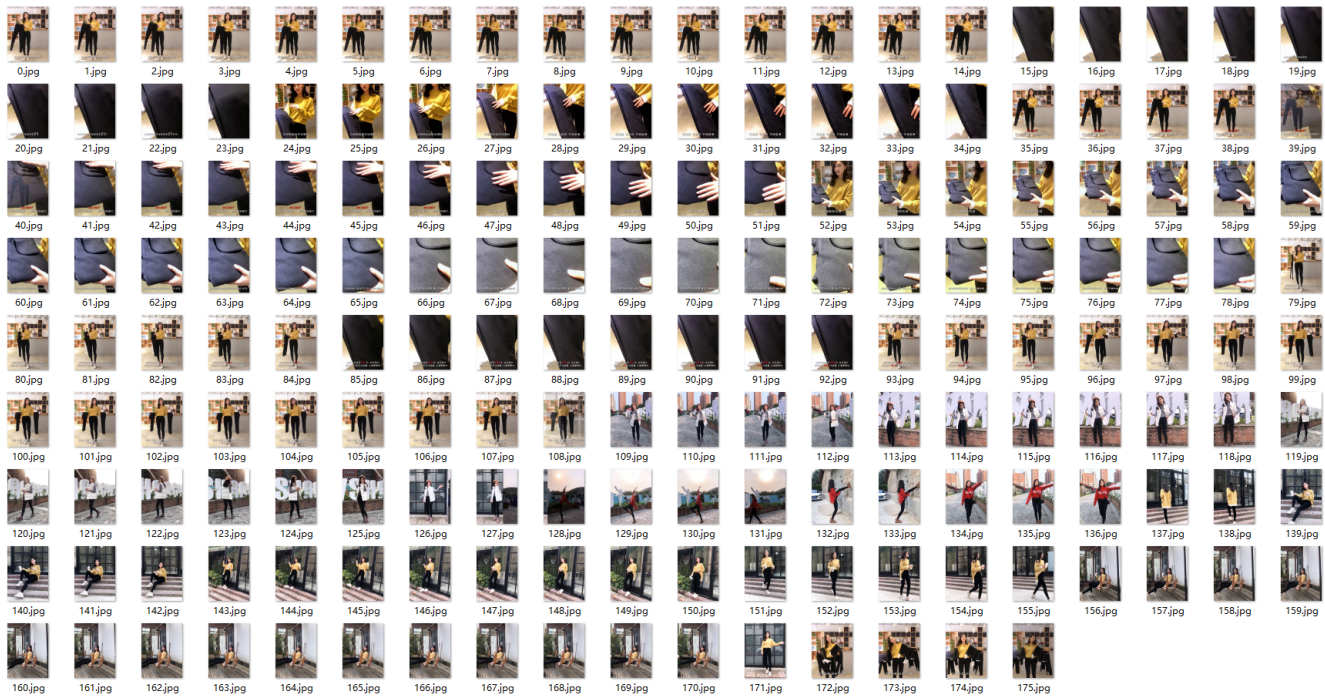 0.jpg 1.jpg 2.jpg 3.jpg 4.jpg 5.jpg 6.jpg 7.jpg 8.jpg 9.jpg 10.jpg 11.jpg 12.jpg 13.jpg 14.jpg 15.jpg 16.jpg 17.jpg 18.jpg 19.jpg
20.jpg 21.jpg 22.jpg 23.jpg 24.jpg 25.jpg 26.jpg 27.jpg 28.jpg 29.jpg 30.jpg 31.jpg 32.jpg 33.jpg 34.jpg 35.jpg 36.jpg 37.jpg 38.jpg 39.jpg
40.jpg 41.jpg 42.jpg 43.jpg 44.jpg 45.jpg 46.jpg 47.jpg 48.jpg 49.jpg 50.jpg 51.jpg 52.jpg 53.jpg 54.jpg 55.jpg 56.jpg 57.jpg 58.jpg 59.jpg
60.jpg 61.jpg 62.jpg 63.jpg 64.jpg 65.jpg 66.jpg 67.jpg 68.jpg 69.jpg 70.jpg 71.jpg 72.jpg 73.jpg 74.jpg 75.jpg 76.jpg 77.jpg 78.jpg 79.jpg
80.jpg 81.jpg 82.jpg 83.jpg 84.jpg 85.jpg 86.jpg 87.jpg 88.jpg 89.jpg 90.jpg 91.jpg 92.jpg 93.jpg 94.jpg 95.jpg 96.jpg 97.jpg 98.jpg 99.jpg
100.jpg 101.jpg 102.jpg 103.jpg 104.jpg 105.jpg 106.jpg 107.jpg 108.jpg 109.jpg 110.jpg 111.jpg 112.jpg 113.jpg 114.jpg 115.jpg 116.jpg 117.jpg 118.jpg 119.jpg
120.jpg 121.jpg 122.jpg 123.jpg 124.jpg 125.jpg 126.jpg 127.jpg 128.jpg 129.jpg 130.jpg 131.jpg 132.jpg 133.jpg 134.jpg 135.jpg 136.jpg 137.jpg 138.jpg 139.jpg
140.jpg 141.jpg 142.jpg 143.jpg 144.jpg 145.jpg 146.jpg 147.jpg 148.jpg 149.jpg 150.jpg 151.jpg 152.jpg 153.jpg 154.jpg 155.jpg 156.jpg 157.jpg 158.jpg 159.jpg
160.jpg 161.jpg 162.jpg 163.jpg 164.jpg 165.jpg 166.jpg 167.jpg 168.jpg 169.jpg 170.jpg 171.jpg 172.jpg 173.jpg 174.jpg 175.jpg